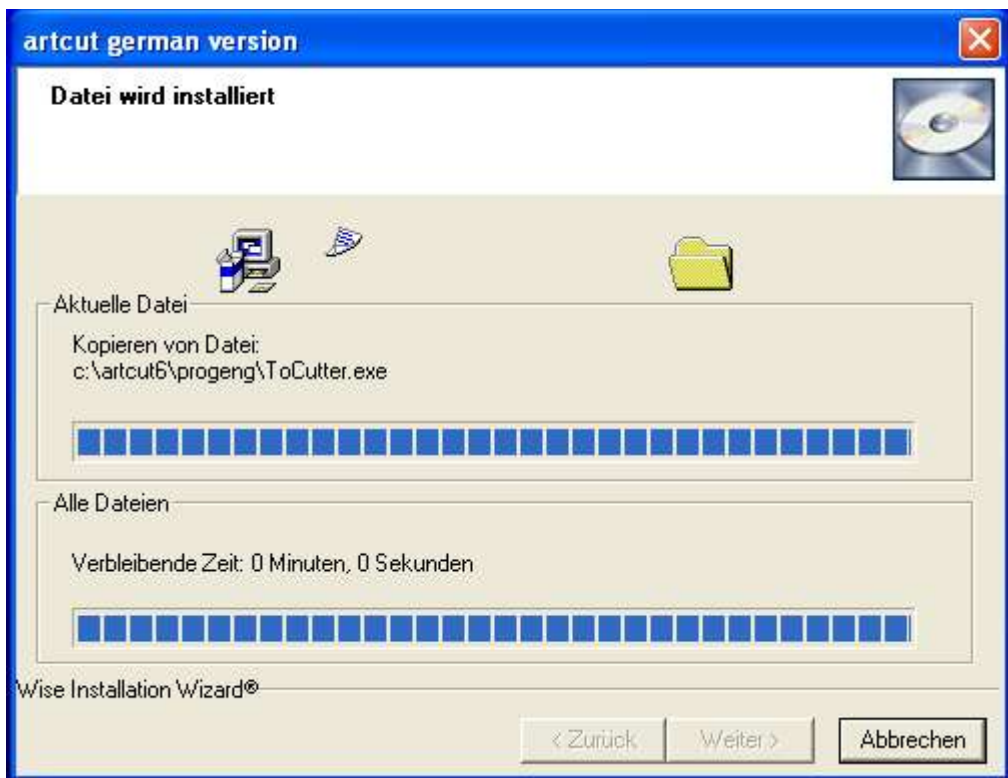 artcut german version
Datei wird installiert
Aktuelle Datei
Kopieren von Datei:
c:\artcut6\progeng\ToCutter.exe
Alle Dateien
Verbleibende Zeit: 0 Minuten, 0 Sekunden
Wise Installation Wizard®
< Zurück   Weiter >   Abbrechen